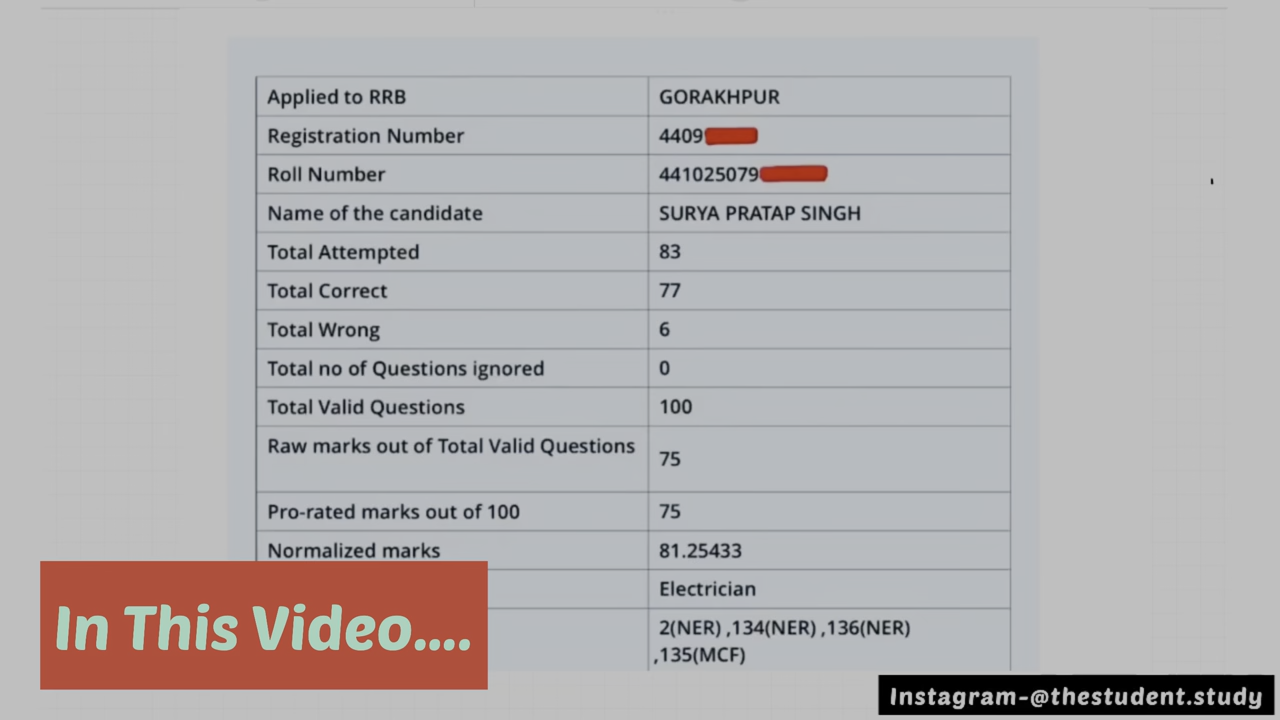 Applied to RRB GORAKHPUR
Registration Number 4409
Roll Number 441025079
Name of the candidate SURYA PRATAP SINGH
Total Attempted 83
Total Correct 77
Total Wrong 6
Total no of Questions ignored 0
Total Valid Questions 100
Raw marks out of Total Valid Questions 75
Pro-rated marks out of 100 75
Normalized marks 81.25433
Electrician
2(NER) ,134(NER) ,136(NER)
,135(MCF)
In This Video....
Instagram-@thestudent.study